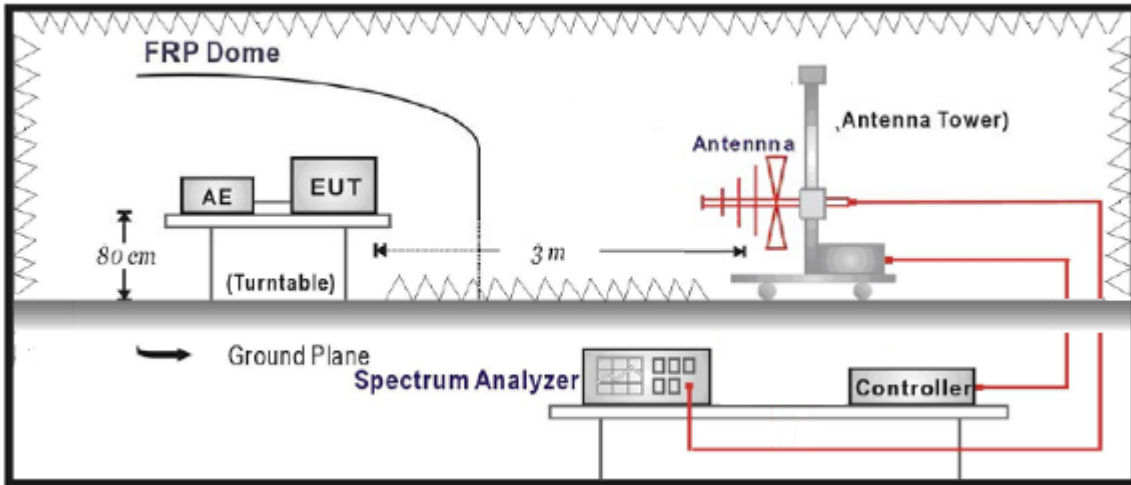 FRP Dome
Antenna Tower)
Antennna
AE
EUT
80 cm
3 m
(Turntable)
Ground Plane
Spectrum Analyzer
Controller